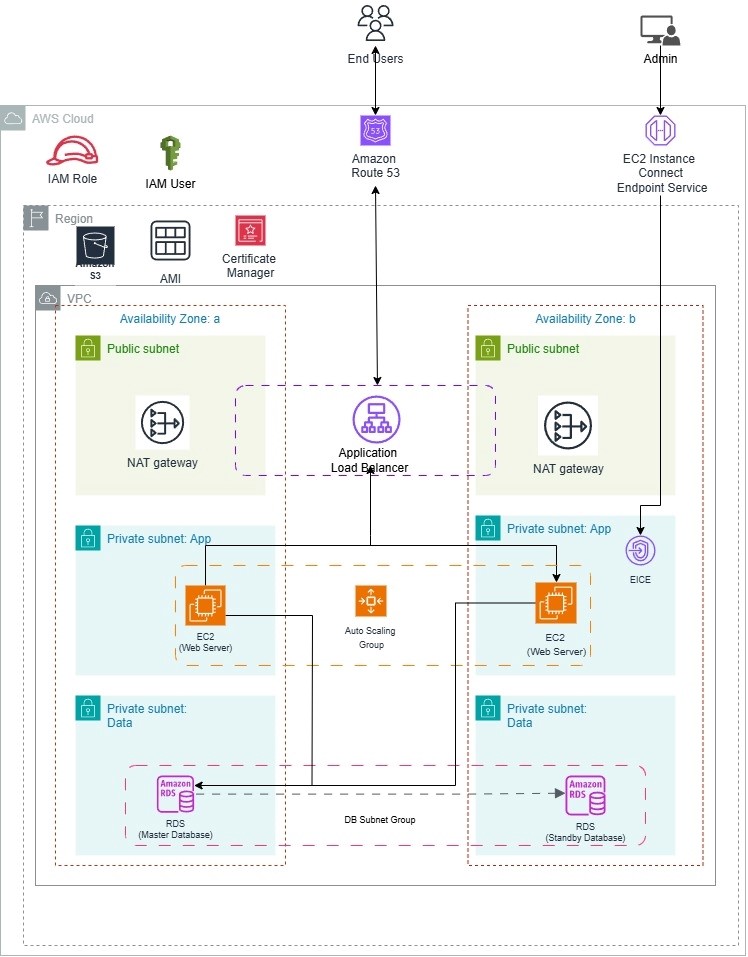 End Users
Admin
AWS Cloud
IAM Role
IAM User
53
Amazon
Route 53
EC2 Instance
Connect
Endpoint Service
Region
Amazon
S3
AMI
Certificate
Manager
VPC
Availability Zone: a
Availability Zone: b
Public subnet
Public subnet
NAT gateway
Application
Load Balancer
NAT gateway
Private subnet: App
Private subnet: App
EICE
EC2
(Web Server)
Auto Scaling
Group
EC2
(Web Server)
Private subnet:
Data
Private subnet:
Data
Amazon
RDS
RDS
(Master Database)
DB Subnet Group
Amazon
RDS
RDS
(Standby Database)